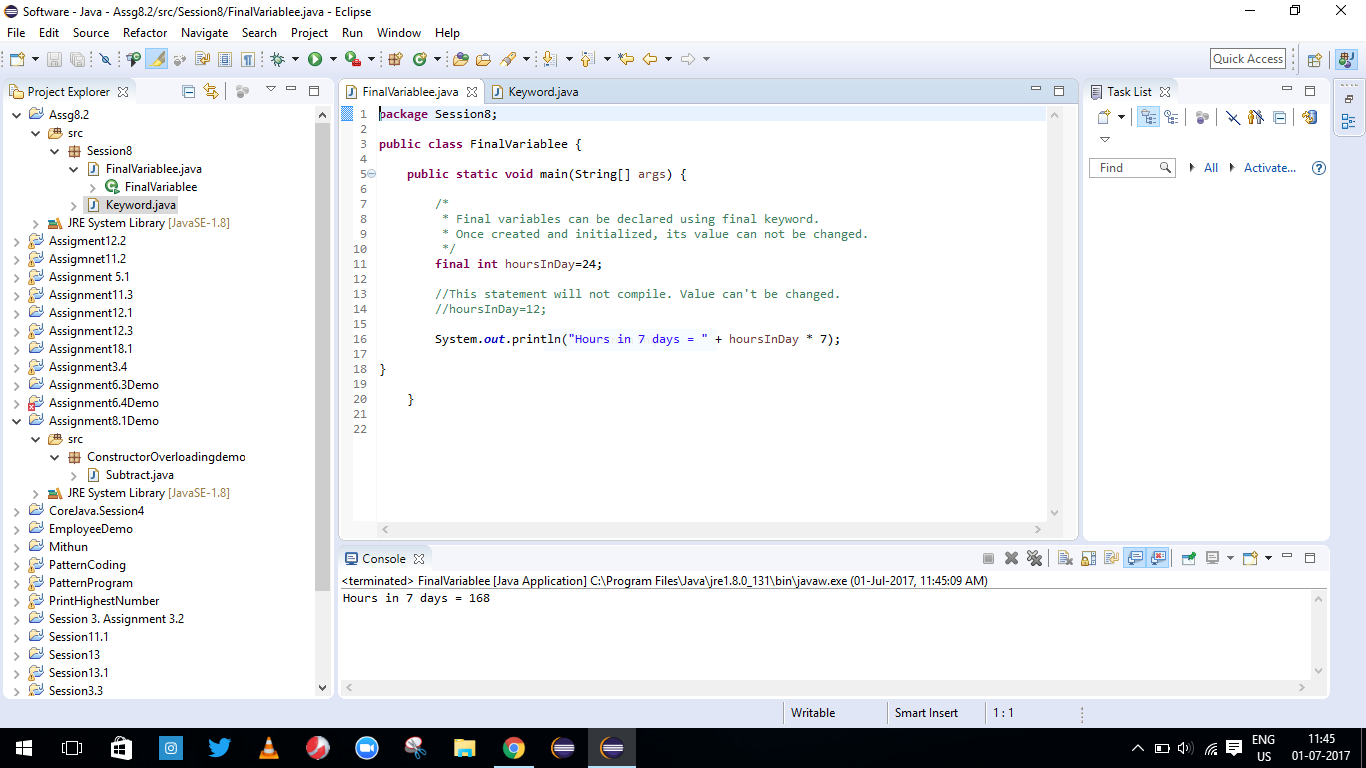 Software - Java - Assg8.2/src/Session8/FinalVariablee.java - Eclipse
File Edit Source Refactor Navigate Search Project Run Window Help
Quick Access
Project Explorer
Assg8.2
src
Session8
FinalVariablee.java
FinalVariablee
Keyword.java
JRE System Library [JavaSE-1.8]
Assigment12.2
Assigmnet11.2
Assignment 5.1
Assignment11.3
Assignment12.1
Assignment12.3
Assignment18.1
Assignment3.4
Assignment6.3Demo
Assignment6.4Demo
Assignment8.1Demo
src
ConstructorOverloadingdemo
Subtract.java
JRE System Library [JavaSE-1.8]
CoreJava.Session4
EmployeeDemo
Mithun
PatternCoding
PatternProgram
PrintHighestNumber
Session 3. Assignment 3.2
Session11.1
Session13
Session13.1
Session3.3
FinalVariablee.java Keyword.java
1 package Session8;
2
3 public class FinalVariablee {
4
5 public static void main(String[] args) {
6
7 /*
8 * Final variables can be declared using final keyword.
9 * Once created and initialized, its value can not be changed.
10 */
11 final int hoursInDay=24;
12
13 //This statement will not compile. Value can't be changed.
14 //hoursInDay=12;
15
16 System.out.println("Hours in 7 days = " + hoursInDay * 7);
17
18 }
19
20 }
21
22
Task List
Find All Activate...
Console
<terminated> FinalVariablee [Java Application] C:\Program Files\Java\jre1.8.0_131\bin\javaw.exe (01-Jul-2017, 11:45:09 AM)
Hours in 7 days = 168
Writable Smart Insert 1 : 1
ENG
US
11:45
01-07-2017